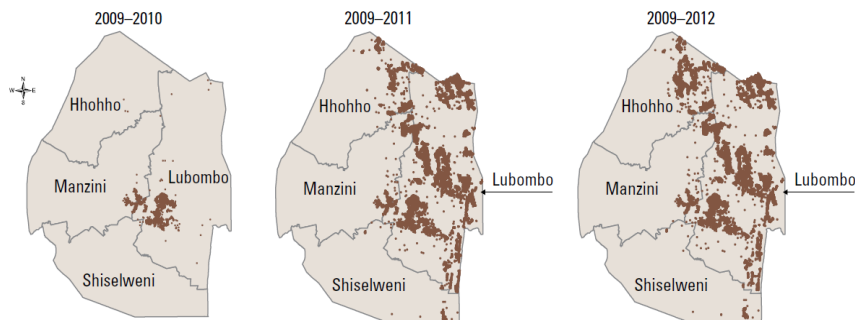 2009–2010
2009–2011
2009–2012
N
W E
S
Hhohho
Manzini
Lubombo
Shiselweni
Hhohho
Manzini
Lubombo
Shiselweni
Hhohho
Manzini
Lubombo
Shiselweni